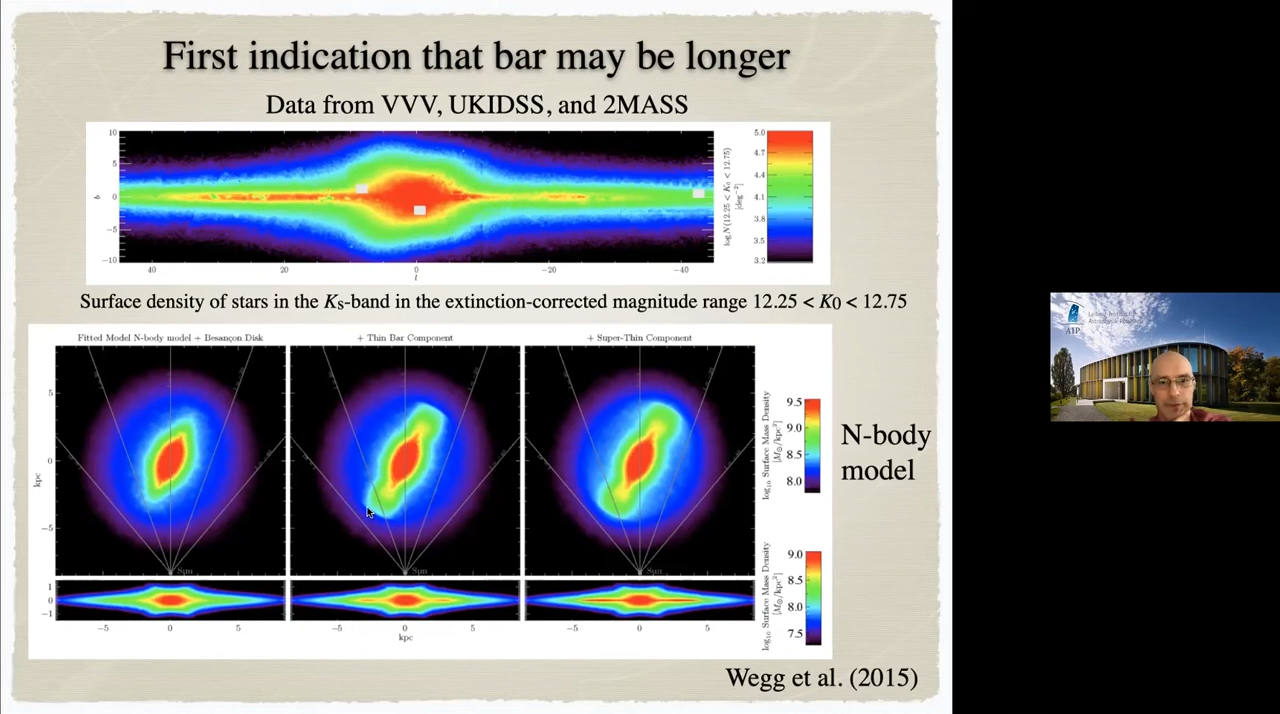 First indication that bar may be longer
Data from VVV, UKIDSS, and 2MASS
10
5
0
−5
−10
b
40
20
0
−20
−40
l
log N (12.25 < K₀ < 12.75)
[deg⁻²]
5.0
4.7
4.4
4.1
3.8
3.5
3.2
Surface density of stars in the Ks-band in the extinction-corrected magnitude range 12.25 < K0 < 12.75
Fitted Model N-body model + Besançon Disk
+ Thin Bar Component
+ Super-Thin Component
5
0
−5
kpc
Sun
Sun
Sun
log₁₀ Surface Mass Density
[M⊙/kpc²]
9.5
9.0
8.5
8.0
N-body
model
1
0
−1
−5
0
5
−5
0
5
−5
0
5
kpc
kpc
log₁₀ Surface Mass Density
[M⊙/kpc²]
9.0
8.5
8.0
7.5
Wegg et al. (2015)
AIP